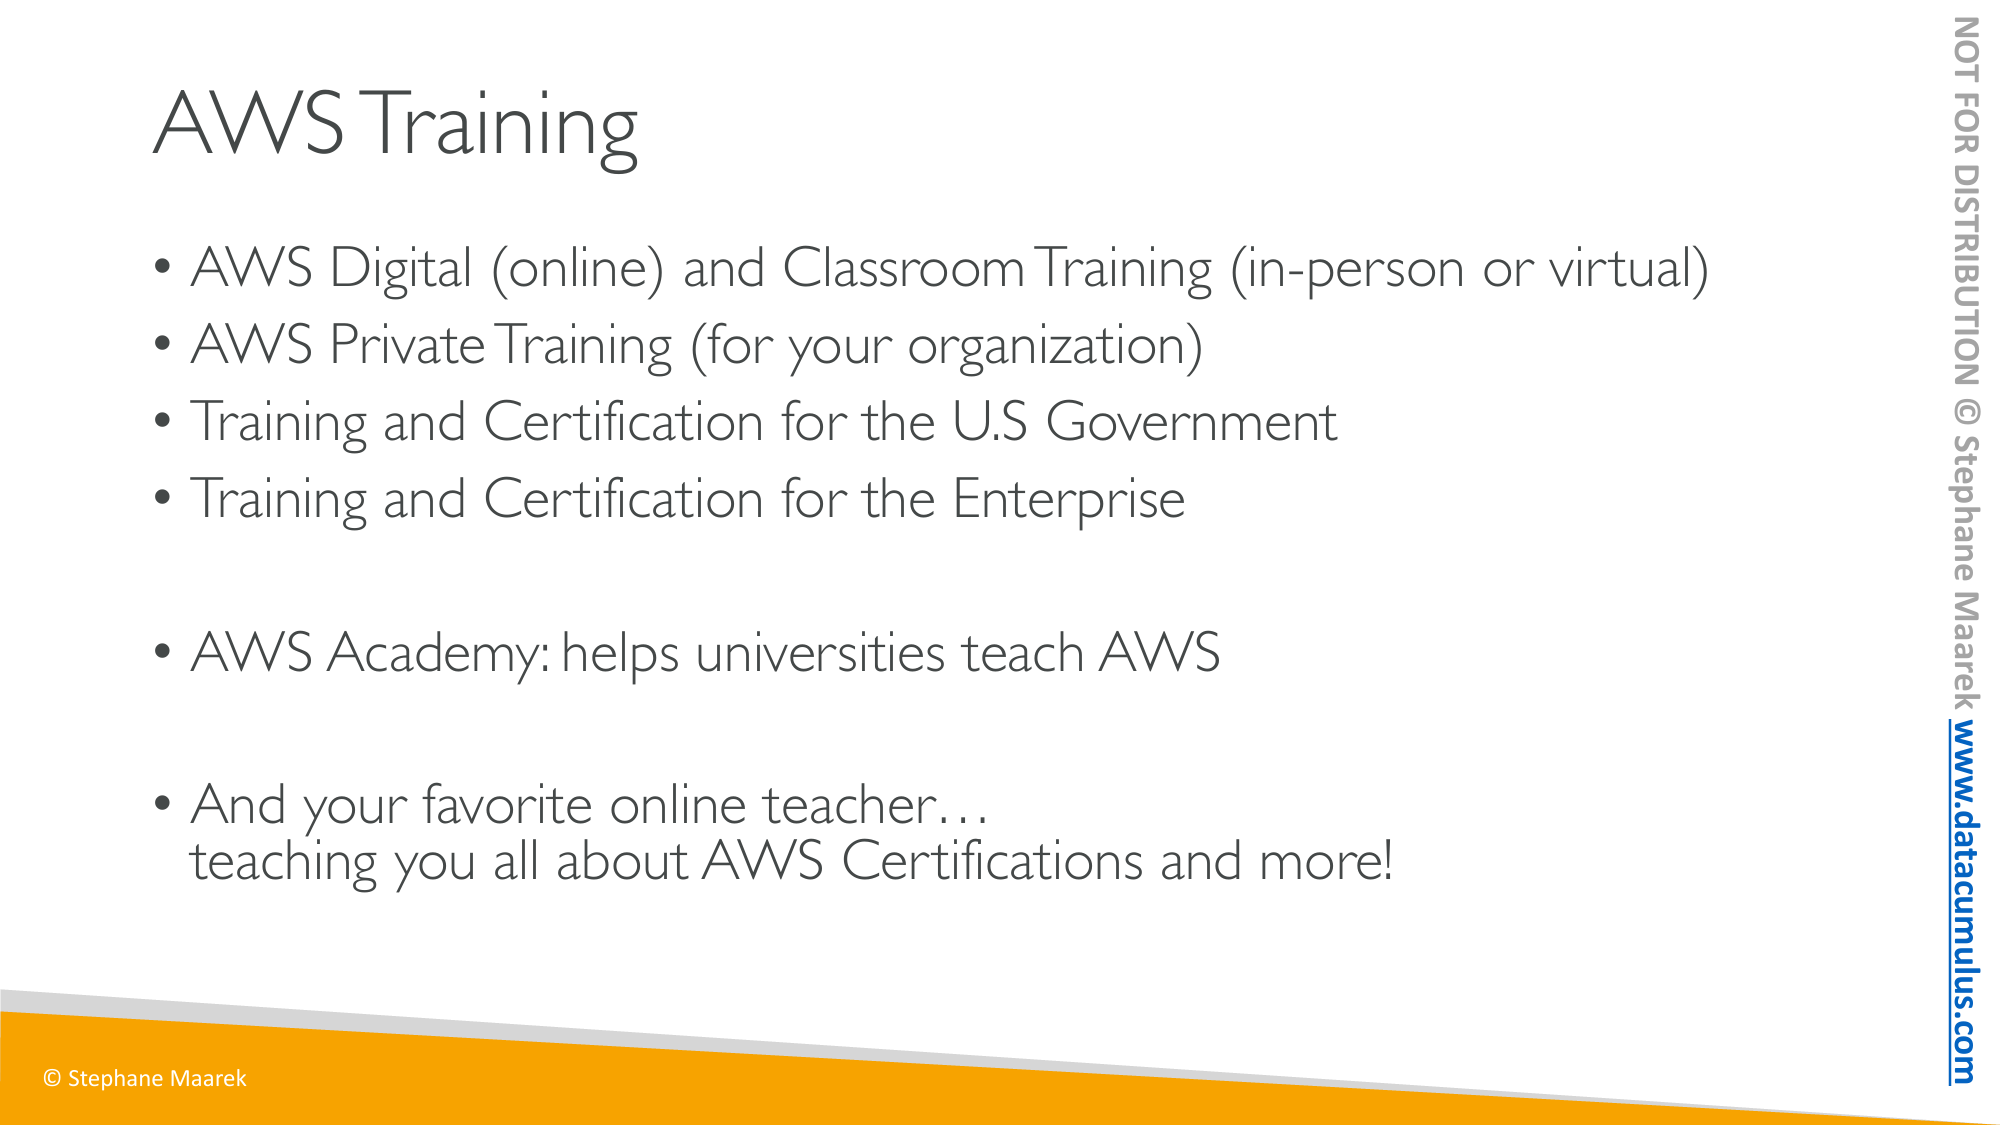 AWS Training
• AWS Digital (online) and Classroom Training (in-person or virtual)
• AWS Private Training (for your organization)
• Training and Certification for the U.S Government
• Training and Certification for the Enterprise
• AWS Academy: helps universities teach AWS
• And your favorite online teacher…
teaching you all about AWS Certifications and more!
© Stephane Maarek
NOT FOR DISTRIBUTION © Stephane Maarek www.datacumulus.com